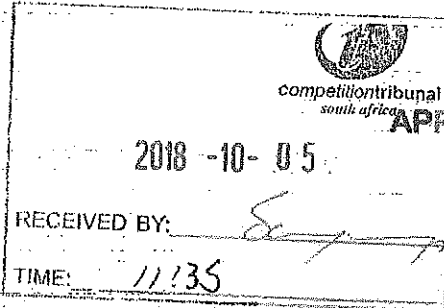 competitiontribunal
south africa
APP
2018 -10- 05
RECEIVED BY:
TIME: 11:35